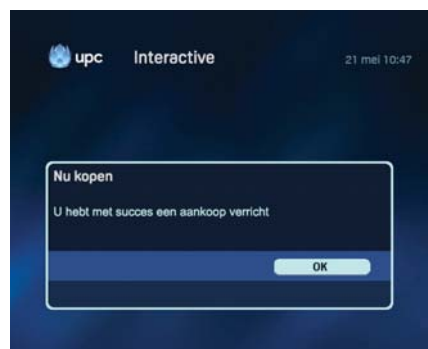 upc Interactive 21 mei 10:47
Nu kopen
U hebt met succes een aankoop verricht
OK